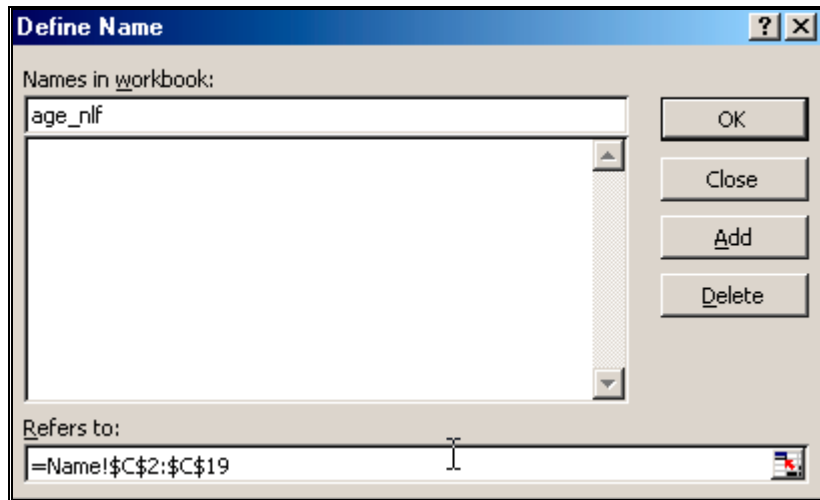 Define Name
Names in workbook:
age_nlf
OK
Close
Add
Delete
Refers to:
=Name!$C$2:$C$19